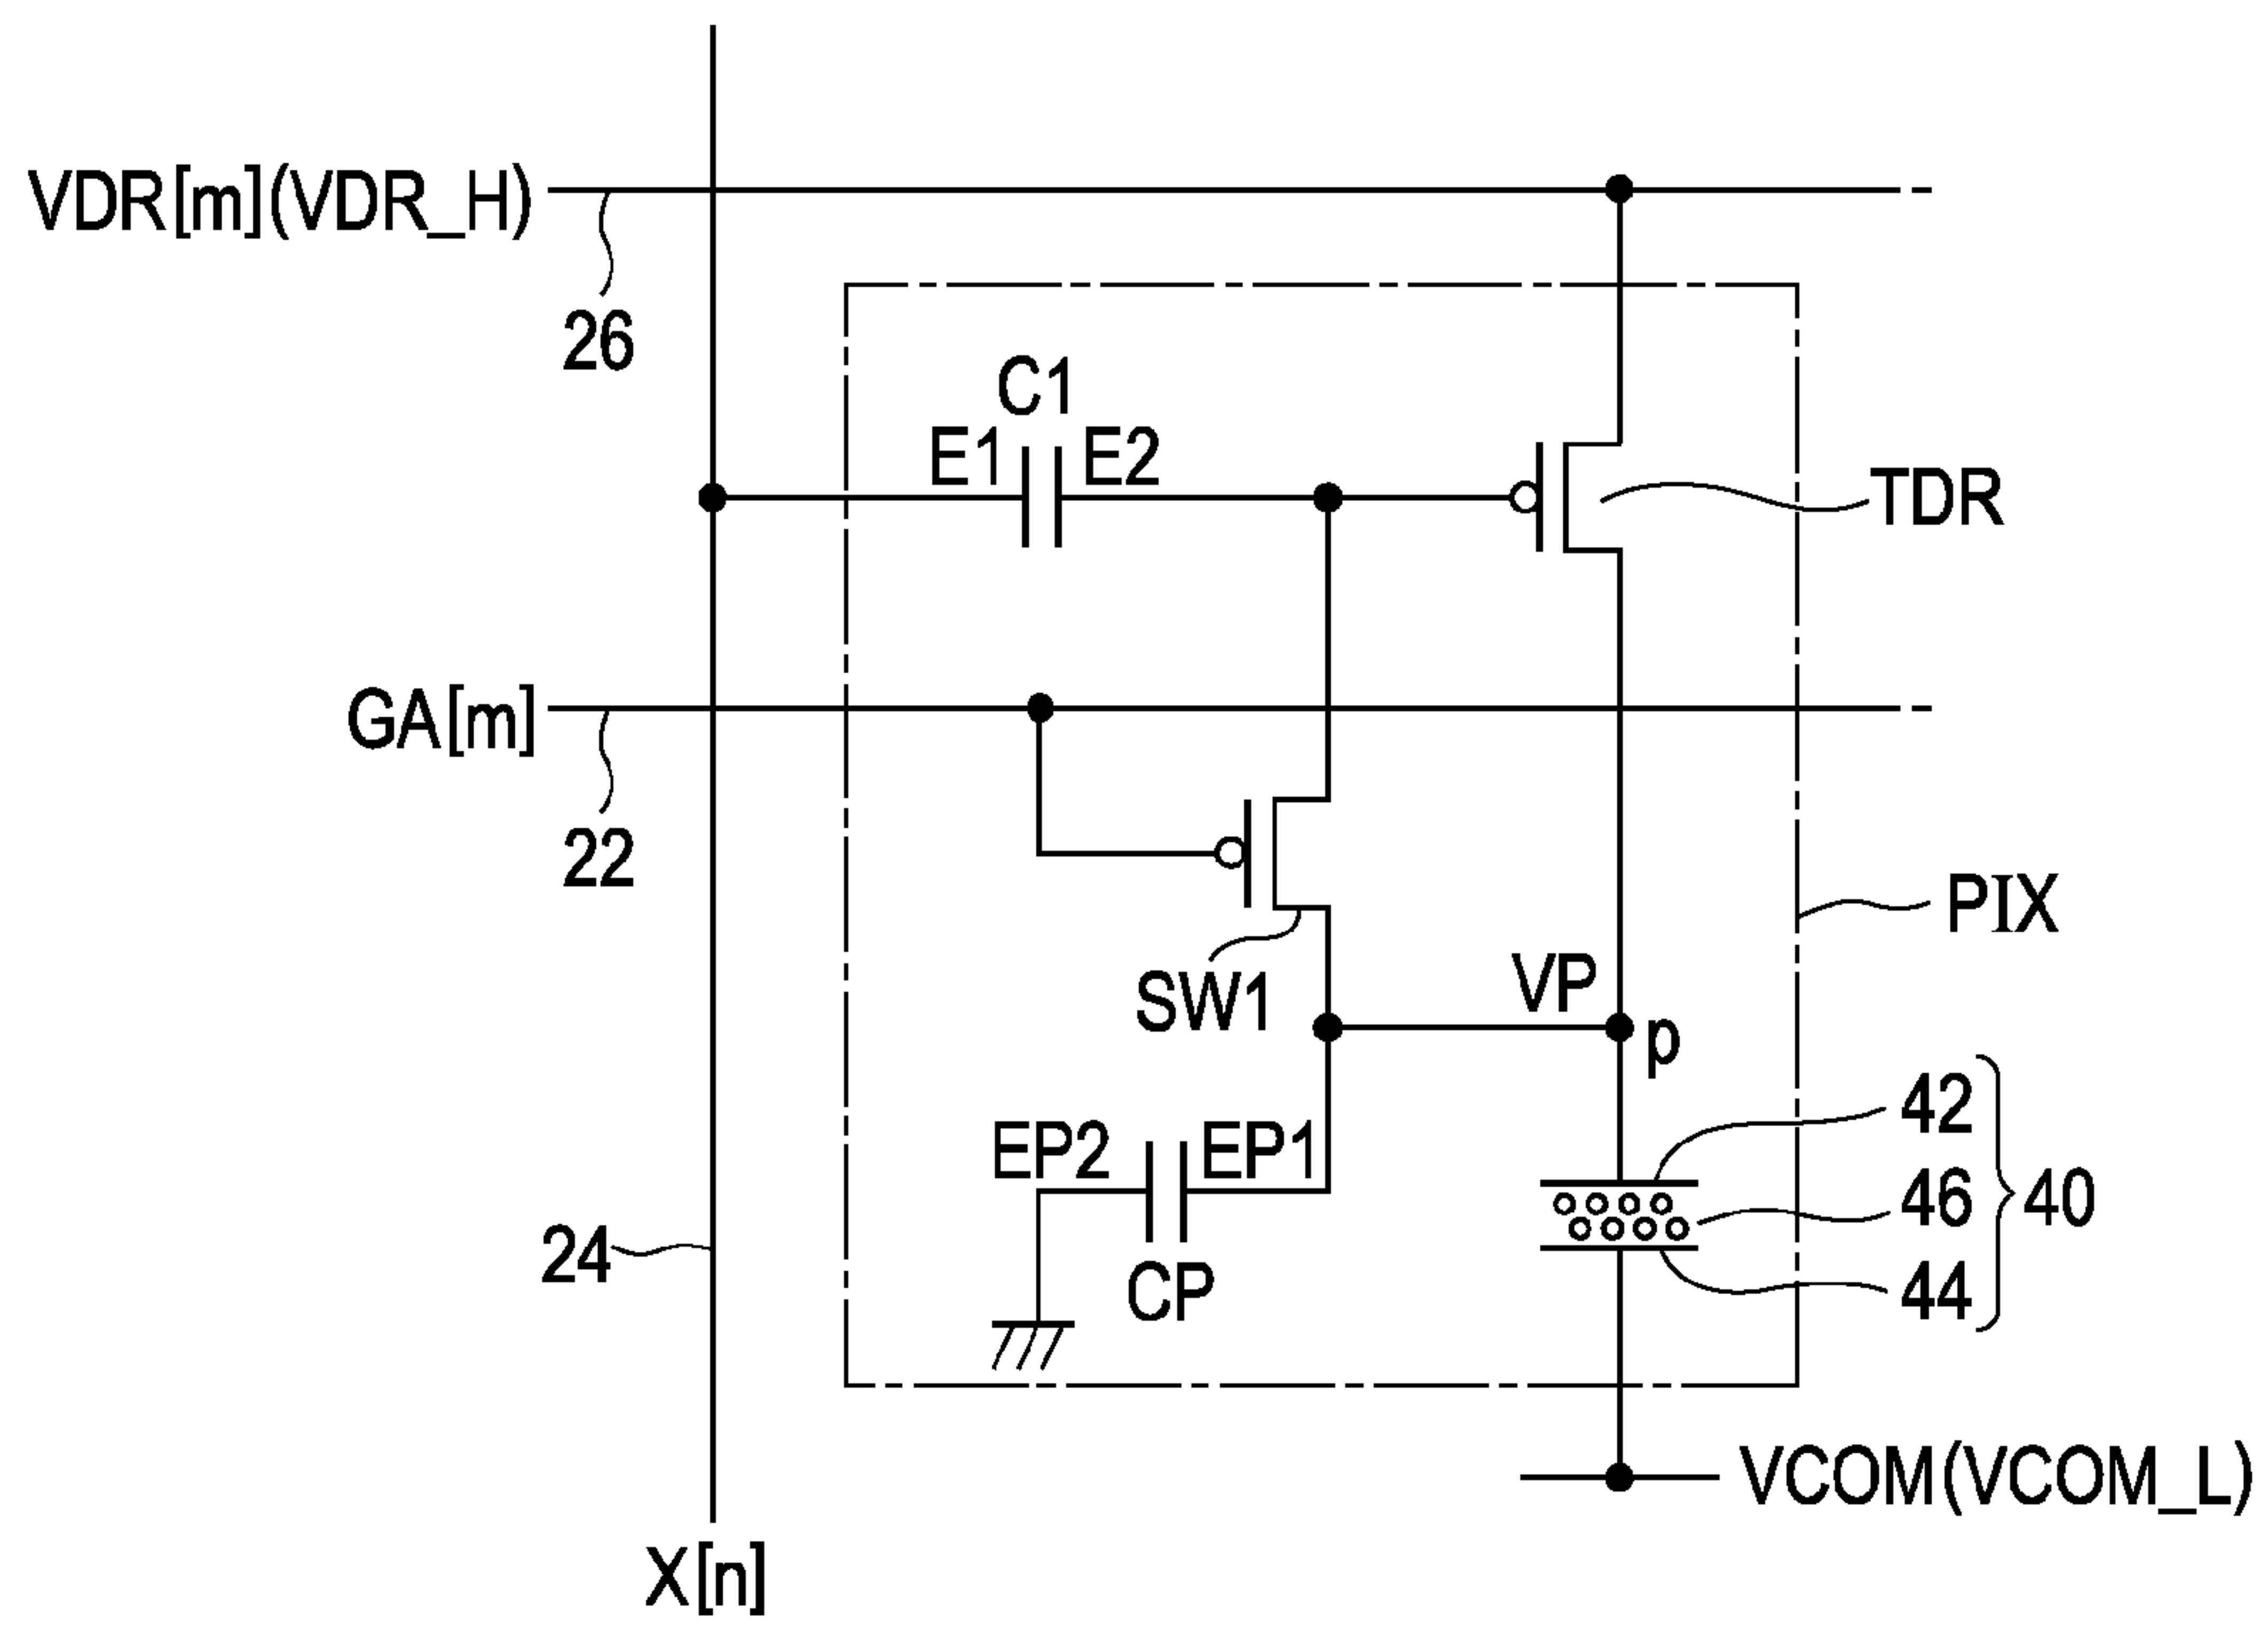 VDR[m](VDR_H)
26
C1
E1 E2
TDR
GA[m]
22
PIX
SW1
VP
p
42
EP2 EP1
46
40
24
CP
44
VCOM(VCOM_L)
X[n]